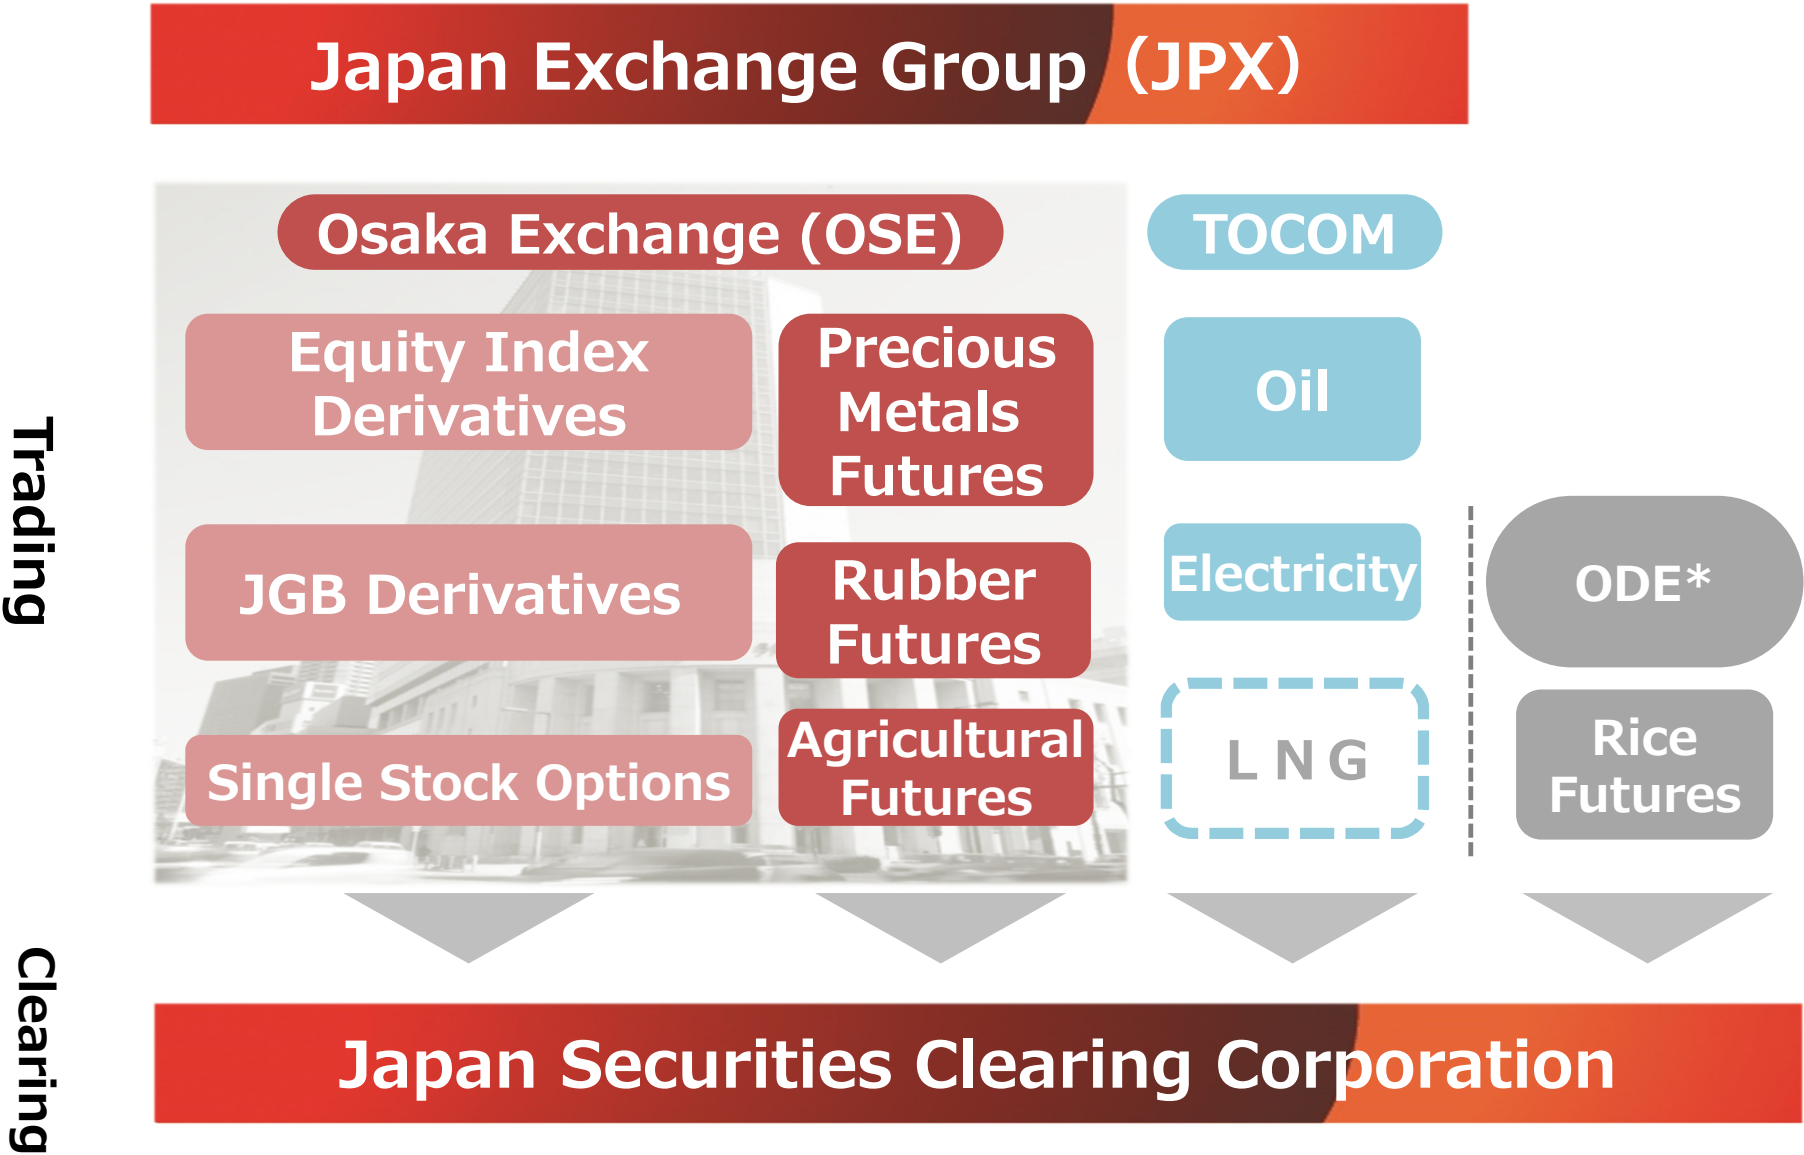 Japan Exchange Group (JPX)
Osaka Exchange (OSE)
TOCOM
Equity Index
Derivatives
Precious
Metals
Futures
Oil
Trading
JGB Derivatives
Rubber
Futures
Electricity
ODE*
Single Stock Options
Agricultural
Futures
LNG
Rice
Futures
Clearing
Japan Securities Clearing Corporation